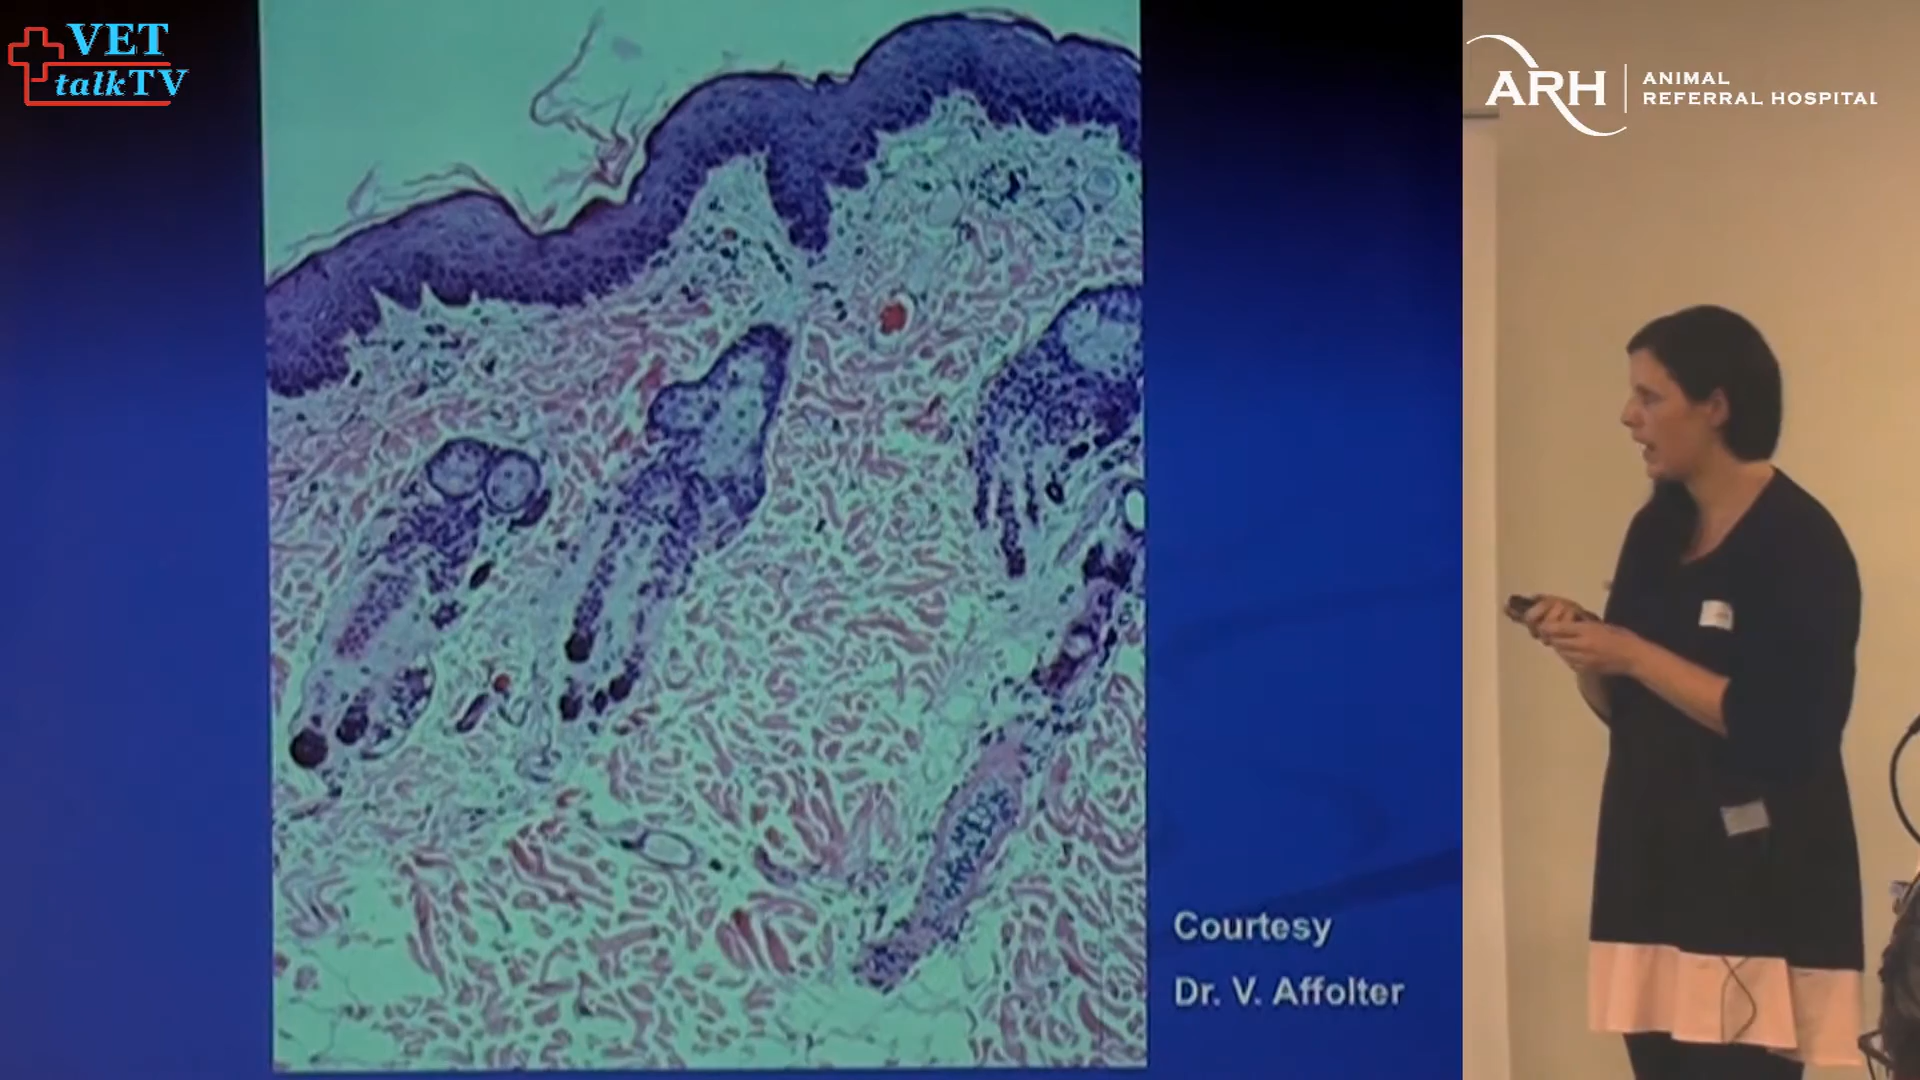 VET
talkTV
ARH
ANIMAL
REFERRAL HOSPITAL
Courtesy
Dr. V. Affolter